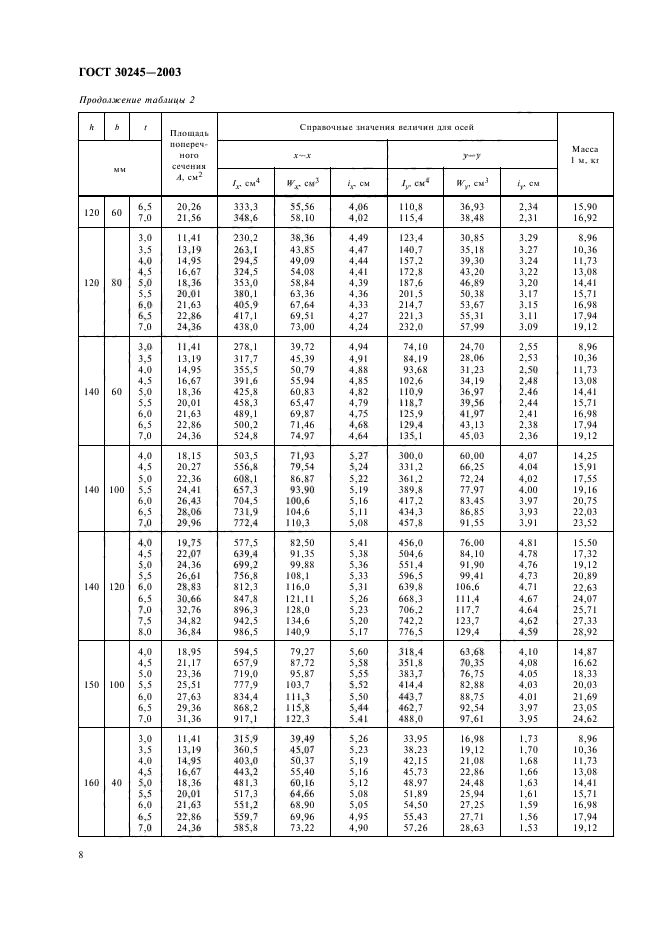 ГОСТ 30245—2003
Продолжение таблицы 2
h b t Площадь поперечного сечения A, см² Справочные значения величин для осей Масса 1 м, кг
мм x—x y—y
Iₓ, см⁴ Wₓ, см³ iₓ, см I_y, см⁴ W_y, см³ i_y, см
120 60 6,5 20,26 333,3 55,56 4,06 110,8 36,93 2,34 15,90
7,0 21,56 348,6 58,10 4,02 115,4 38,48 2,31 16,92
3,0 11,41 230,2 38,36 4,49 123,4 30,85 3,29 8,96
3,5 13,19 263,1 43,85 4,47 140,7 35,18 3,27 10,36
4,0 14,95 294,5 49,09 4,44 157,2 39,30 3,24 11,73
4,5 16,67 324,5 54,08 4,41 172,8 43,20 3,22 13,08
120 80 5,0 18,36 353,0 58,84 4,39 187,6 46,89 3,20 14,41
5,5 20,01 380,1 63,36 4,36 201,5 50,38 3,17 15,71
6,0 21,63 405,9 67,64 4,33 214,7 53,67 3,15 16,98
6,5 22,86 417,1 69,51 4,27 221,3 55,31 3,11 17,94
7,0 24,36 438,0 73,00 4,24 232,0 57,99 3,09 19,12
3,0 11,41 278,1 39,72 4,94 74,10 24,70 2,55 8,96
3,5 13,19 317,7 45,39 4,91 84,19 28,06 2,53 10,36
4,0 14,95 355,5 50,79 4,88 93,68 31,23 2,50 11,73
4,5 16,67 391,6 55,94 4,85 102,6 34,19 2,48 13,08
140 60 5,0 18,36 425,8 60,83 4,82 110,9 36,97 2,46 14,41
5,5 20,01 458,3 65,47 4,79 118,7 39,56 2,44 15,71
6,0 21,63 489,1 69,87 4,75 125,9 41,97 2,41 16,98
6,5 22,86 500,2 71,46 4,68 129,4 43,13 2,38 17,94
7,0 24,36 524,8 74,97 4,64 135,1 45,03 2,36 19,12
4,0 18,15 503,5 71,93 5,27 300,0 60,00 4,07 14,25
4,5 20,27 556,8 79,54 5,24 331,2 66,25 4,04 15,91
5,0 22,36 608,1 86,87 5,22 361,2 72,24 4,02 17,55
140 100 5,5 24,41 657,3 93,90 5,19 389,8 77,97 4,00 19,16
6,0 26,43 704,5 100,6 5,16 417,2 83,45 3,97 20,75
6,5 28,06 731,9 104,6 5,11 434,3 86,85 3,93 22,03
7,0 29,96 772,4 110,3 5,08 457,8 91,55 3,91 23,52
4,0 19,75 577,5 82,50 5,41 456,0 76,00 4,81 15,50
4,5 22,07 639,4 91,35 5,38 504,6 84,10 4,78 17,32
5,0 24,36 699,2 99,88 5,36 551,4 91,90 4,76 19,12
5,5 26,61 756,8 108,1 5,33 596,5 99,41 4,73 20,89
140 120 6,0 28,83 812,3 116,0 5,31 639,8 106,6 4,71 22,63
6,5 30,66 847,8 121,11 5,26 668,3 111,4 4,67 24,07
7,0 32,76 896,3 128,0 5,23 706,2 117,7 4,64 25,71
7,5 34,82 942,5 134,6 5,20 742,2 123,7 4,62 27,33
8,0 36,84 986,5 140,9 5,17 776,5 129,4 4,59 28,92
4,0 18,95 594,5 79,27 5,60 318,4 63,68 4,10 14,87
4,5 21,17 657,9 87,72 5,58 351,8 70,35 4,08 16,62
5,0 23,36 719,0 95,87 5,55 383,7 76,75 4,05 18,33
150 100 5,5 25,51 777,9 103,7 5,52 414,4 82,88 4,03 20,03
6,0 27,63 834,4 111,3 5,50 443,7 88,75 4,01 21,69
6,5 29,36 868,2 115,8 5,44 462,7 92,54 3,97 23,05
7,0 31,36 917,1 122,3 5,41 488,0 97,61 3,95 24,62
3,0 11,41 315,9 39,49 5,26 33,95 16,98 1,73 8,96
3,5 13,19 360,5 45,07 5,23 38,23 19,12 1,70 10,36
4,0 14,95 403,0 50,37 5,19 42,15 21,08 1,68 11,73
4,5 16,67 443,2 55,40 5,16 45,73 22,86 1,66 13,08
160 40 5,0 18,36 481,3 60,16 5,12 48,97 24,48 1,63 14,41
5,5 20,01 517,3 64,66 5,08 51,89 25,94 1,61 15,71
6,0 21,63 551,2 68,90 5,05 54,50 27,25 1,59 16,98
6,5 22,86 559,7 69,96 4,95 55,43 27,71 1,56 17,94
7,0 24,36 585,8 73,22 4,90 57,26 28,63 1,53 19,12
8